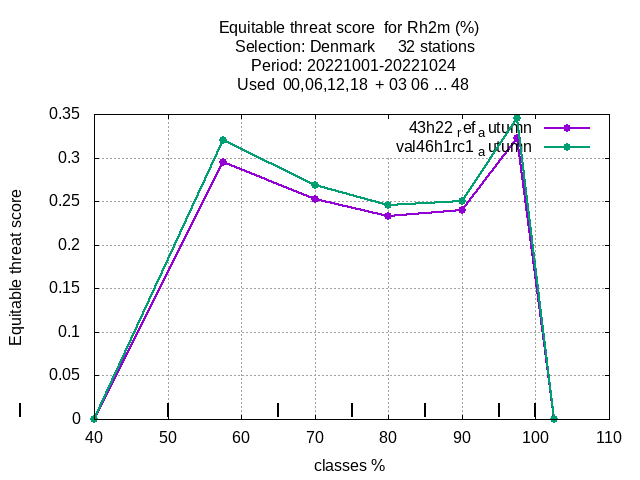 Equitable threat score for Rh2m (%)
Selection: Denmark 32 stations
Period: 20221001-20221024
Used 00,06,12,18 + 03 06 ... 48
43h22ref autumn
val46h1rc1 autumn
Equitable threat score
0.35
0.3
0.25
0.2
0.15
0.1
0.05
0
40 50 60 70 80 90 100 110
classes %